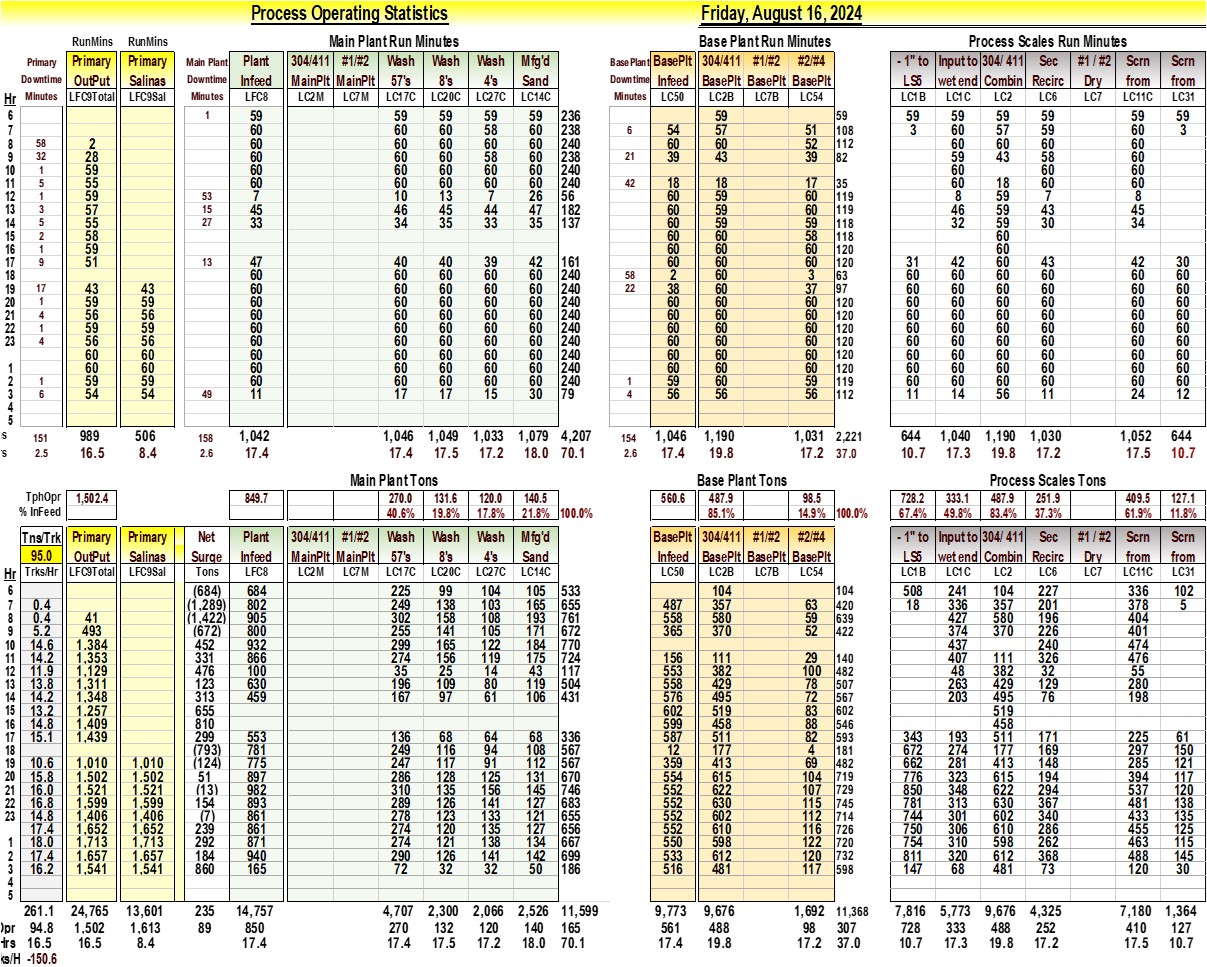 Process Operating Statistics Friday, August 16, 2024
RunMins RunMins Main Plant Run Minutes Base Plant Run Minutes Process Scales Run Minutes
Primary Primary Primary Main Plant Plant 304/411 #1/#2 Wash Wash Wash Mfg'd BasePlant BasePlt 304/411 #1/#2 #2/#4 - 1" to Input to 304/ 411 Sec #1 / #2 Scrn Scrn
Downtime OutPut Salinas Downtime Infeed MainPlt MainPlt 57's 8's 4's Sand Downtime Infeed BasePlt BasePlt BasePlt LS5 wet end Combin Recirc Dry from from
Hr Minutes LFC9Total LFC9Sal Minutes LFC8 LC2M LC7M LC17C LC20C LC27C LC14C Minutes LC50 LC2B LC7B LC54 LC1B LC1C LC2 LC6 LC7 LC11C LC31
6 1 59 59 59 59 59 236 59 59 59 59 59 59 59 59
7 60 60 60 58 60 238 6 54 57 51 108 3 60 57 59 60 3
8 58 2 60 60 60 60 60 240 60 60 52 112 60 60 60 60
9 32 28 60 60 60 58 60 238 21 39 43 39 82 59 43 58 60
10 1 59 60 60 60 60 60 240 60 60 60
11 5 55 60 60 60 60 60 240 42 18 18 17 35 60 18 60 60
12 1 59 53 7 10 13 7 26 56 60 59 60 119 8 59 7 8
13 3 57 15 45 46 45 44 47 182 60 59 60 119 46 59 43 45
14 5 55 27 33 34 35 33 35 137 60 59 60 118 32 59 30 34
15 2 58 60 60 58 118 60
16 1 59 60 60 60 120 60
17 9 51 13 47 40 40 39 42 161 60 60 60 120 31 42 60 43 42 30
18 60 60 60 60 60 240 58 2 60 3 63 60 60 60 60 60 60
19 17 43 43 60 60 60 60 60 240 22 38 60 37 97 60 60 60 60 60 60
20 1 59 59 60 60 60 60 60 240 60 60 60 120 60 60 60 60 60 60
21 4 56 56 60 60 60 60 60 240 60 60 60 120 60 60 60 60 60 60
22 1 59 59 60 60 60 60 60 240 60 60 60 120 60 60 60 60 60 60
23 4 56 56 60 60 60 60 60 240 60 60 60 120 60 60 60 60 60 60
60 60 60 60 60 60 60 240 60 60 60 120 60 60 60 60 60 60
1 60 60 60 60 60 60 60 240 60 60 60 120 60 60 60 60 60 60
2 1 59 59 60 60 60 60 60 240 1 59 60 59 119 60 60 60 60 60 60
3 6 54 54 49 11 17 17 15 30 79 4 56 56 56 112 11 14 56 11 24 12
4
5
s 151 989 506 158 1,042 1,046 1,049 1,033 1,079 4,207 154 1,046 1,190 1,031 2,221 644 1,040 1,190 1,030 1,052 644
s 2.5 16.5 8.4 2.6 17.4 17.4 17.5 17.2 18.0 70.1 2.6 17.4 19.8 17.2 37.0 10.7 17.3 19.8 17.2 17.5 10.7
Main Plant Tons Base Plant Tons Process Scales Tons
TphOpr 1,502.4 849.7 270.0 131.6 120.0 140.5 560.6 487.9 98.5 728.2 333.1 487.9 251.9 409.5 127.1
% InFeed 40.6% 19.8% 17.8% 21.8% 100.0% 85.1% 14.9% 100.0% 67.4% 49.8% 83.4% 37.3% 61.9% 11.8%
Tns/Trk Primary Primary Net Plant 304/411 #1/#2 Wash Wash Wash Mfg'd BasePlt 304/411 #1/#2 #2/#4 - 1" to Input to 304/ 411 Sec #1 / #2 Scrn Scrn
95.0 OutPut Salinas Surge Infeed MainPlt MainPlt 57's 8's 4's Sand Infeed BasePlt BasePlt BasePlt LS5 wet end Combin Recirc Dry from from
Hr Trks/Hr LFC9Total LFC9Sal Tons LFC8 LC2M LC7M LC17C LC20C LC27C LC14C LC50 LC2B LC7B LC54 LC1B LC1C LC2 LC6 LC7 LC11C LC31
6 (684) 684 225 99 104 105 533 104 104 508 241 104 227 336 102
7 0.4 (1,289) 802 249 138 103 165 655 487 357 63 420 18 336 357 201 378 5
8 0.4 41 (1,422) 905 302 158 108 193 761 558 580 59 639 427 580 196 404
9 5.2 493 (672) 800 255 141 105 171 672 365 370 52 422 374 370 226 401
10 14.6 1,384 452 932 299 165 122 184 770 437 240 474
11 14.2 1,353 331 866 274 156 119 175 724 156 111 29 140 407 111 326 476
12 11.9 1,129 476 100 35 25 14 43 117 553 382 100 482 48 382 32 55
13 13.8 1,311 123 630 196 109 80 119 504 558 429 78 507 263 429 129 280
14 14.2 1,348 313 459 167 97 61 106 431 576 495 72 567 203 495 76 198
15 13.2 1,257 655 602 519 83 602 519
16 14.8 1,409 810 599 458 88 546 458
17 15.1 1,439 299 553 136 68 64 68 336 587 511 82 593 343 193 511 171 225 61
18 (793) 781 249 116 94 108 567 12 177 4 181 672 274 177 169 297 150
19 10.6 1,010 1,010 (124) 775 247 117 91 112 567 359 413 69 482 662 281 413 148 285 121
20 15.8 1,502 1,502 51 897 286 128 125 131 670 554 615 104 719 776 323 615 194 394 117
21 16.0 1,521 1,521 (13) 982 310 135 156 145 746 552 622 107 729 850 348 622 294 537 120
22 16.8 1,599 1,599 154 893 289 126 141 127 683 552 630 115 745 781 313 630 367 481 138
23 14.8 1,406 1,406 (7) 861 278 123 133 121 655 552 602 112 714 744 301 602 340 433 135
17.4 1,652 1,652 239 861 274 120 135 127 656 552 610 116 726 750 306 610 286 455 125
1 18.0 1,713 1,713 292 871 274 121 138 134 667 550 598 122 720 754 310 598 262 463 115
2 17.4 1,657 1,657 184 940 290 126 141 142 699 533 612 120 732 811 320 612 368 488 145
3 16.2 1,541 1,541 860 165 72 32 32 50 186 516 481 117 598 147 68 481 73 120 30
4
5
261.1 24,765 13,601 235 14,757 4,707 2,300 2,066 2,526 11,599 9,773 9,676 1,692 11,368 7,816 5,773 9,676 4,325 7,180 1,364
Opr 94.8 1,502 1,613 89 850 270 132 120 140 165 561 488 98 307 728 333 488 252 410 127
Hrs 16.5 16.5 8.4 17.4 17.4 17.5 17.2 18.0 70.1 17.4 19.8 17.2 37.0 10.7 17.3 19.8 17.2 17.5 10.7
ks/H -150.6